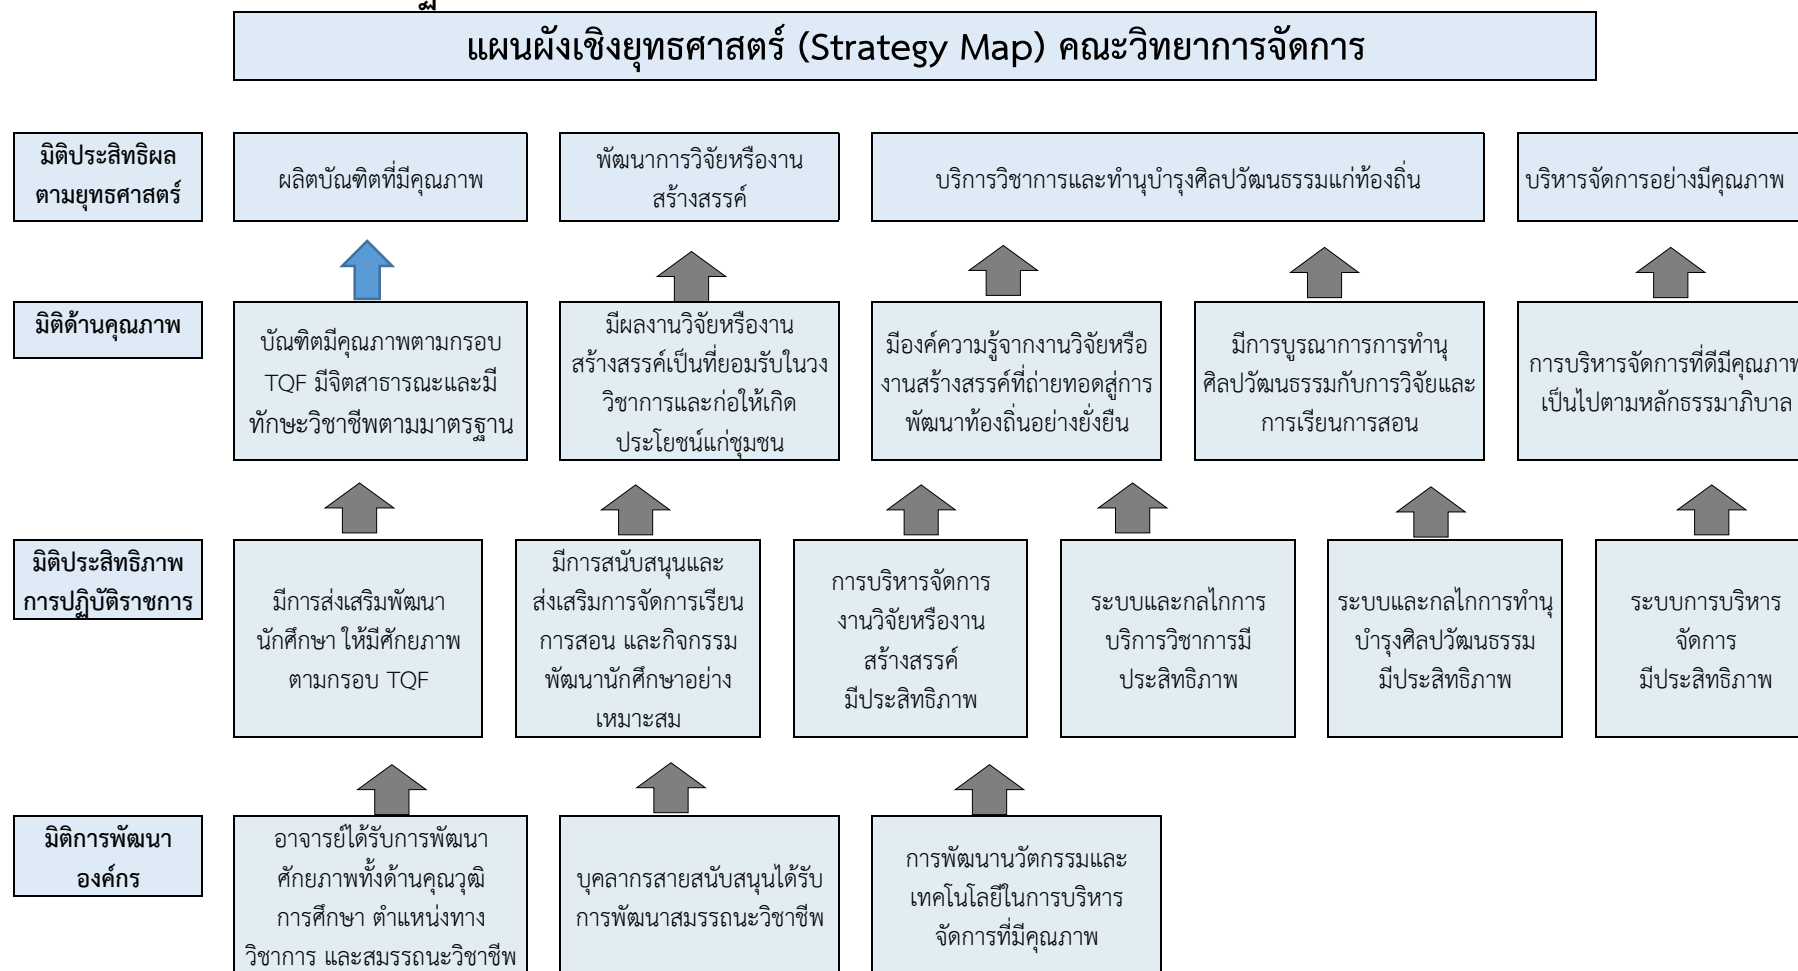 แผนผังเชิงยุทธศาสตร์ (Strategy Map) คณะวิทยาการจัดการ
มิติประสิทธิผล
ตามยุทธศาสตร์
ผลิตบัณฑิตที่มีคุณภาพ
พัฒนาการวิจัยหรืองาน
สร้างสรรค์
บริการวิชาการและทำนุบำรุงศิลปวัฒนธรรมแก่ท้องถิ่น
บริหารจัดการอย่างมีคุณภาพ
มิติด้านคุณภาพ
บัณฑิตมีคุณภาพตามกรอบ
TQF มีจิตสาธารณะและมี
ทักษะวิชาชีพตามมาตรฐาน
มีผลงานวิจัยหรืองาน
สร้างสรรค์เป็นที่ยอมรับในวง
วิชาการและก่อให้เกิด
ประโยชน์แก่ชุมชน
มีองค์ความรู้จากงานวิจัยหรือ
งานสร้างสรรค์ที่ถ่ายทอดสู่การ
พัฒนาท้องถิ่นอย่างยั่งยืน
มีการบูรณาการการทำนุ
ศิลปวัฒนธรรมกับการวิจัยและ
การเรียนการสอน
การบริหารจัดการที่ดีมีคุณภาพ
เป็นไปตามหลักธรรมาภิบาล
มิติประสิทธิภาพ
การปฏิบัติราชการ
มีการส่งเสริมพัฒนา
นักศึกษา ให้มีศักยภาพ
ตามกรอบ TQF
มีการสนับสนุนและ
ส่งเสริมการจัดการเรียน
การสอน และกิจกรรม
พัฒนานักศึกษาอย่าง
เหมาะสม
การบริหารจัดการ
งานวิจัยหรืองาน
สร้างสรรค์
มีประสิทธิภาพ
ระบบและกลไกการ
บริการวิชาการมี
ประสิทธิภาพ
ระบบและกลไกการทำนุ
บำรุงศิลปวัฒนธรรม
มีประสิทธิภาพ
ระบบการบริหาร
จัดการ
มีประสิทธิภาพ
มิติการพัฒนา
องค์กร
อาจารย์ได้รับการพัฒนา
ศักยภาพทั้งด้านคุณวุฒิ
การศึกษา ตำแหน่งทาง
วิชาการ และสมรรถนะวิชาชีพ
บุคลากรสายสนับสนุนได้รับ
การพัฒนาสมรรถนะวิชาชีพ
การพัฒนานวัตกรรมและ
เทคโนโลยีในการบริหาร
จัดการที่มีคุณภาพ